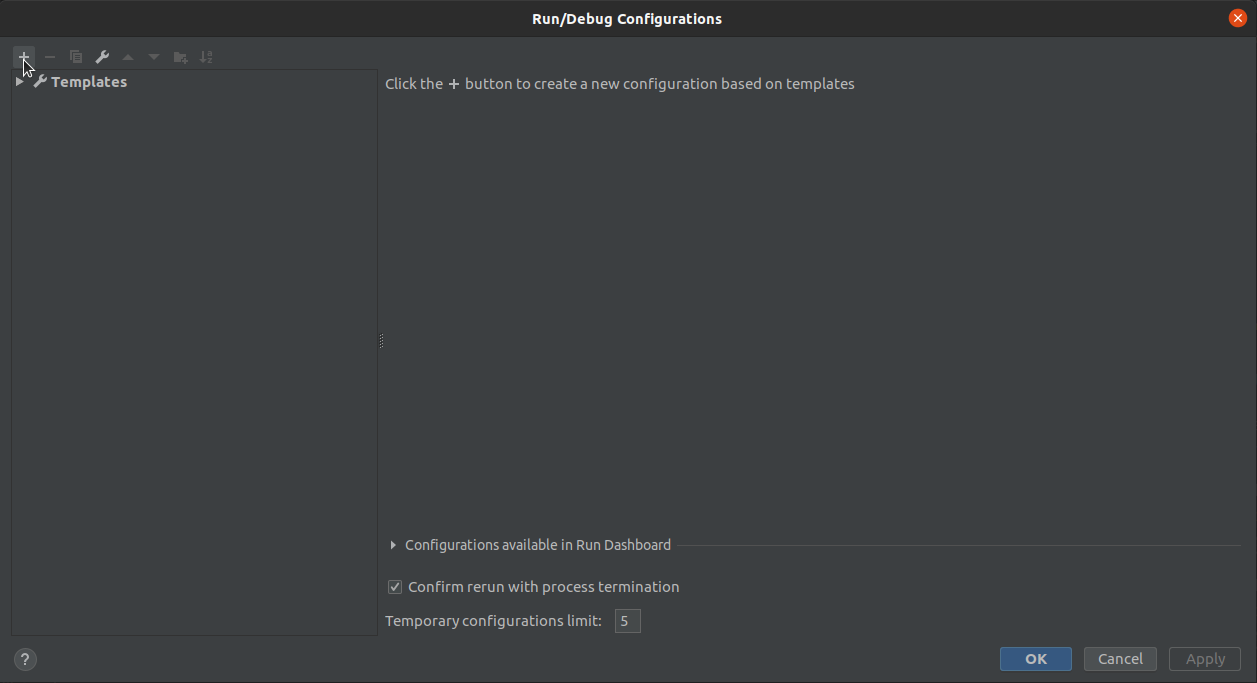 Run/Debug Configurations
Templates
Click the + button to create a new configuration based on templates
Configurations available in Run Dashboard
Confirm rerun with process termination
Temporary configurations limit: 5
?
OK
Cancel
Apply